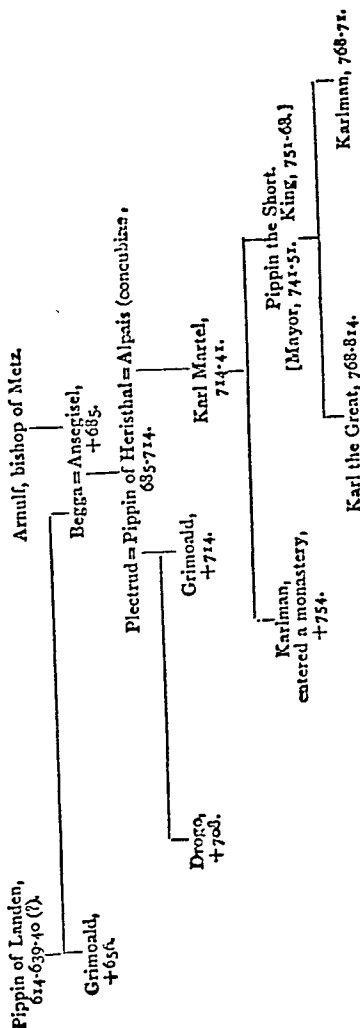 Pippin of Landen,
614-639-40 (?).
Arnulf, bishop of Metz.
Grimoald,
+656.
Begga=Ansegisel,
+685.
Plectrud=Pippin of Heristhal=Alpais (concubine,
685-714.
Drogo,
+708.
Grimoald,
+714.
Karl Martel,
714-41.
Karlman,
entered a monastery,
+754.
Pippin the Short.
[Mayor, 741-51. King, 751-68.]
Karl the Great, 768-814.
Karlman, 768-71.